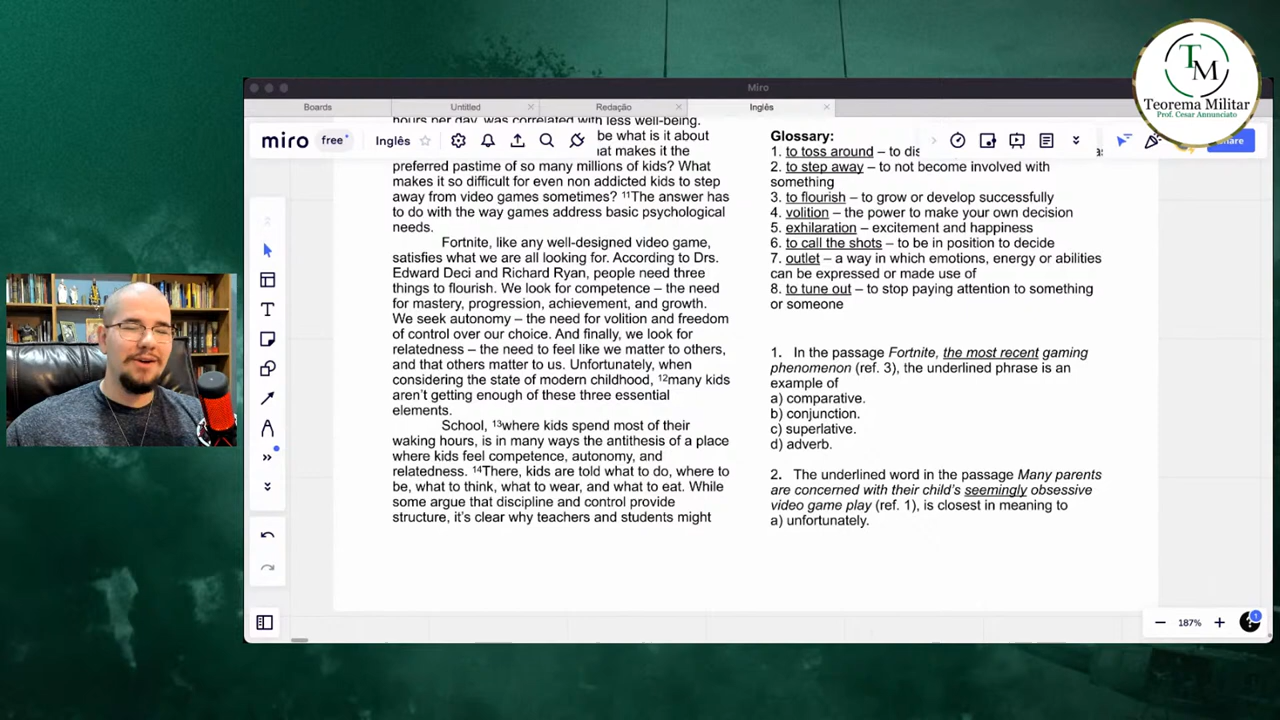 TM
Teorema Militar
Prof. Cesar Annunciato
Miro
Boards
Untitled
Redação
Inglês
miro
free
Inglês
Share
hours per day, was correlated with less well-being.
be what is it about
hat makes it the
preferred pastime of so many millions of kids? What
makes it so difficult for even non addicted kids to step
away from video games sometimes? ¹¹The answer has
to do with the way games address basic psychological
needs.
Fortnite, like any well-designed video game,
satisfies what we are all looking for. According to Drs.
Edward Deci and Richard Ryan, people need three
things to flourish. We look for competence – the need
for mastery, progression, achievement, and growth.
We seek autonomy – the need for volition and freedom
of control over our choice. And finally, we look for
relatedness – the need to feel like we matter to others,
and that others matter to us. Unfortunately, when
considering the state of modern childhood, ¹²many kids
aren't getting enough of these three essential
elements.
School, ¹³where kids spend most of their
waking hours, is in many ways the antithesis of a place
where kids feel competence, autonomy, and
relatedness. ¹⁴There, kids are told what to do, where to
be, what to think, what to wear, and what to eat. While
some argue that discipline and control provide
structure, it's clear why teachers and students might
Glossary:
1. to toss around – to dis
2. to step away – to not become involved with
something
3. to flourish – to grow or develop successfully
4. volition – the power to make your own decision
5. exhilaration – excitement and happiness
6. to call the shots – to be in position to decide
7. outlet – a way in which emotions, energy or abilities
can be expressed or made use of
8. to tune out – to stop paying attention to something
or someone
1. In the passage Fortnite, the most recent gaming
phenomenon (ref. 3), the underlined phrase is an
example of
a) comparative.
b) conjunction.
c) superlative.
d) adverb.
2. The underlined word in the passage Many parents
are concerned with their child's seemingly obsessive
video game play (ref. 1), is closest in meaning to
a) unfortunately.
187%
1